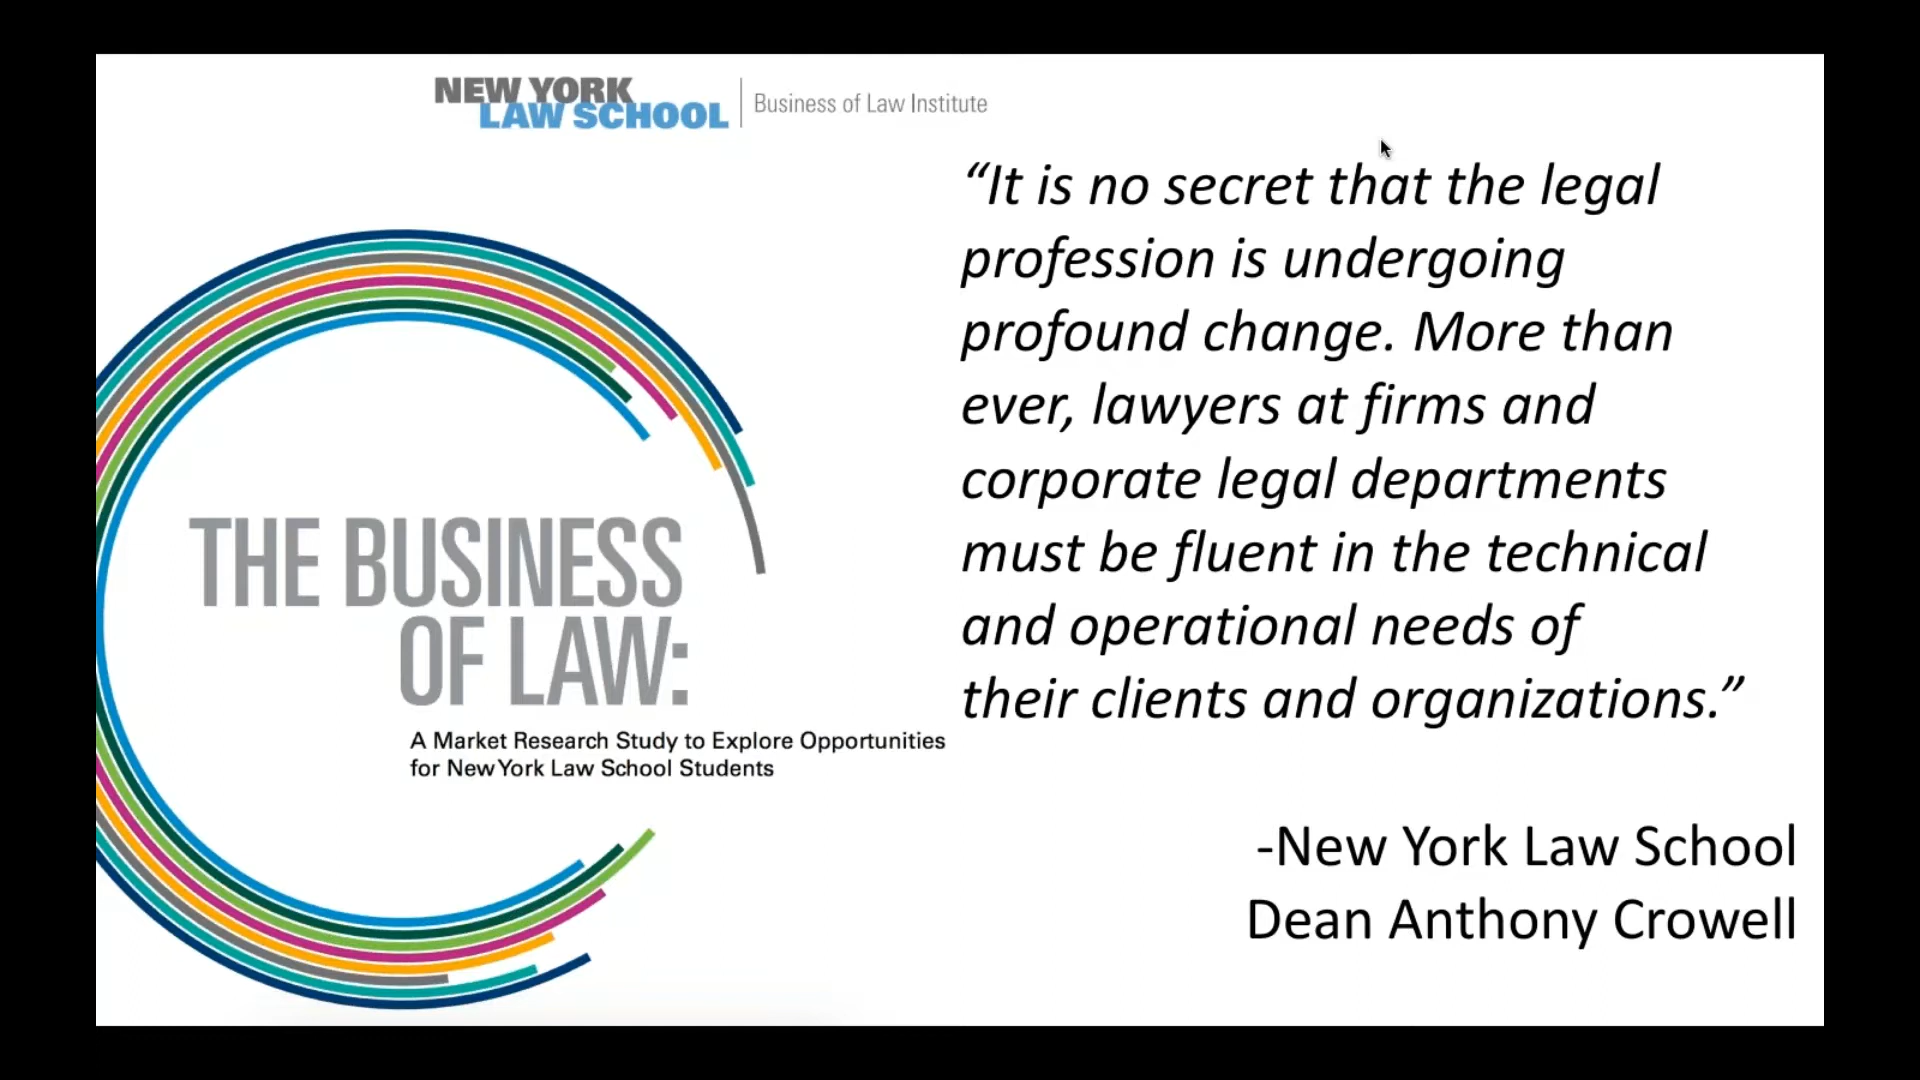 NEW YORK
LAW SCHOOL
Business of Law Institute
THE BUSINESS
OF LAW:
A Market Research Study to Explore Opportunities
for New York Law School Students
“It is no secret that the legal
profession is undergoing
profound change. More than
ever, lawyers at firms and
corporate legal departments
must be fluent in the technical
and operational needs of
their clients and organizations.”
-New York Law School
Dean Anthony Crowell